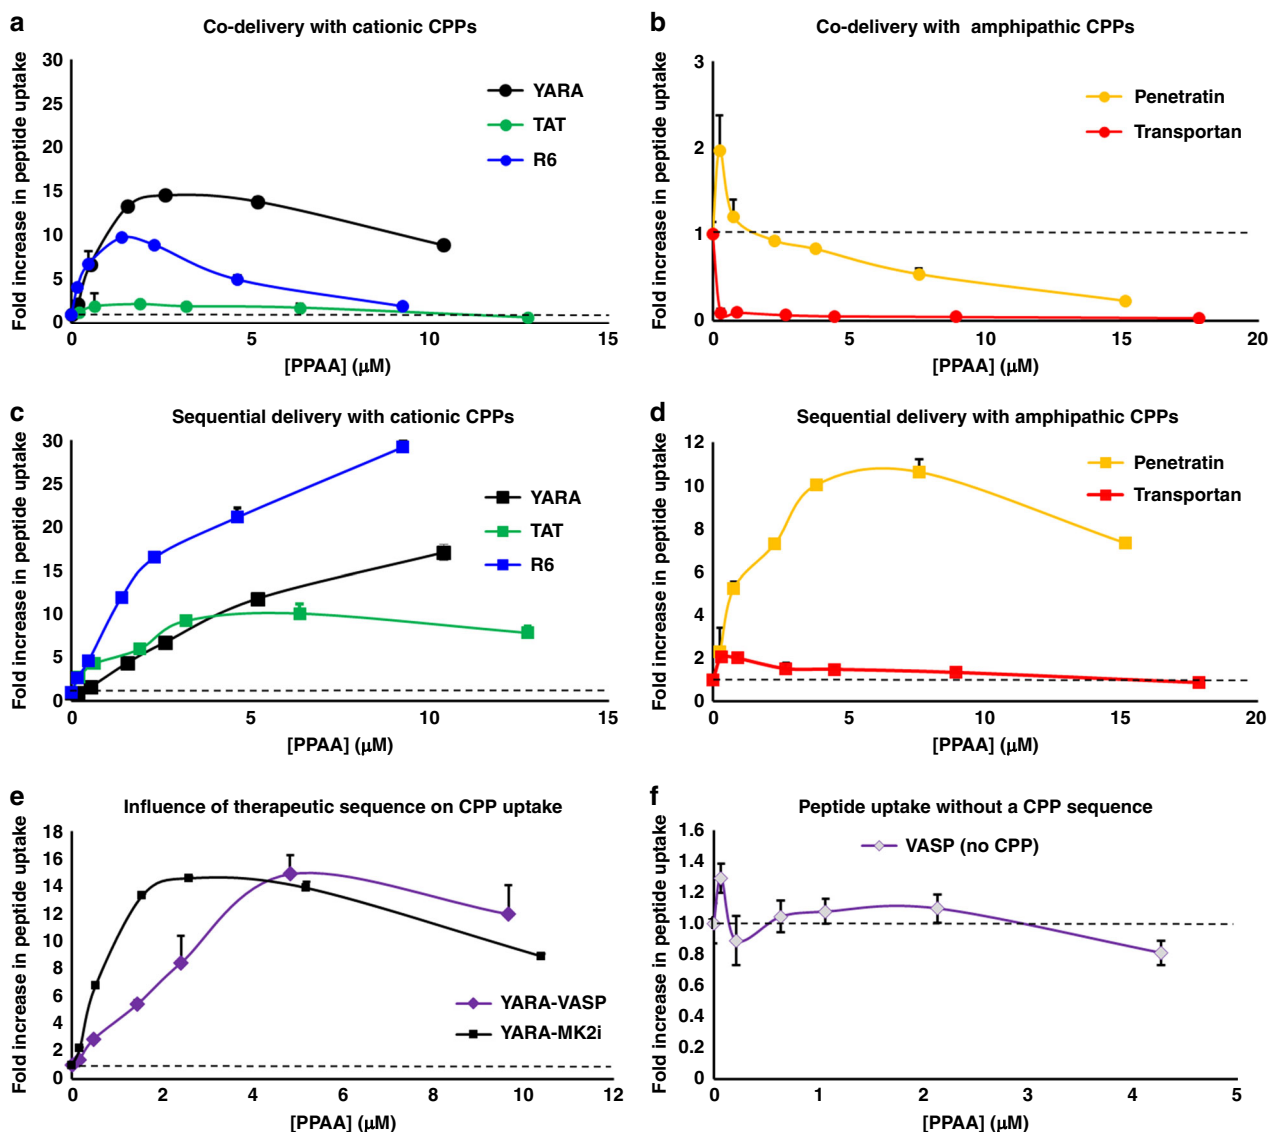 a
Co-delivery with cationic CPPs
Fold increase in peptide uptake
30
25
20
15
10
5
0
YARA
TAT
R6
0
5
10
15
[PPAA] (μM)
b
Co-delivery with  amphipathic CPPs
Fold increase in peptide uptake
3
2
1
0
Penetratin
Transportan
0
5
10
15
20
[PPAA] (μM)
c
Sequential delivery with cationic CPPs
Fold increase in peptide uptake
30
25
20
15
10
5
0
YARA
TAT
R6
0
5
10
15
[PPAA] (μM)
d
Sequential delivery with amphipathic CPPs
Fold increase in peptide uptake
12
10
8
6
4
2
0
Penetratin
Transportan
0
5
10
15
20
[PPAA] (μM)
e
Influence of therapeutic sequence on CPP uptake
Fold increase in peptide uptake
18
16
14
12
10
8
6
4
2
0
YARA-VASP
YARA-MK2i
0
2
4
6
8
10
12
[PPAA] (μM)
f
Peptide uptake without a CPP sequence
Fold increase in peptide uptake
1.6
1.4
1.2
1.0
0.8
0.6
0.4
0.2
0
VASP (no CPP)
0
1
2
3
4
5
[PPAA] (μM)